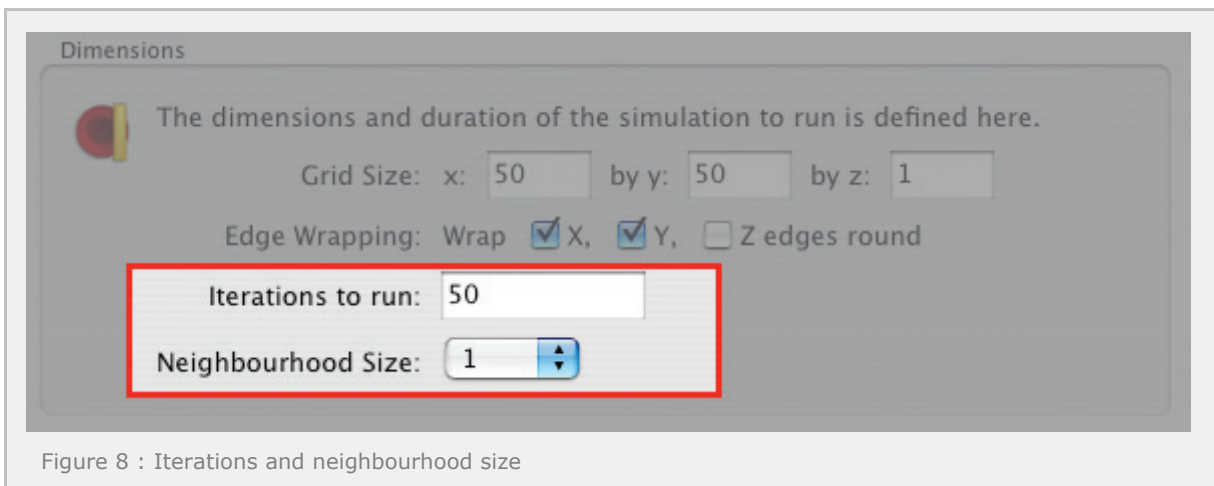 Dimensions
The dimensions and duration of the simulation to run is defined here.
Grid Size: x: 50 by y: 50 by z: 1
Edge Wrapping: Wrap X, Y, Z edges round
Iterations to run: 50
Neighbourhood Size: 1
Figure 8 : Iterations and neighbourhood size